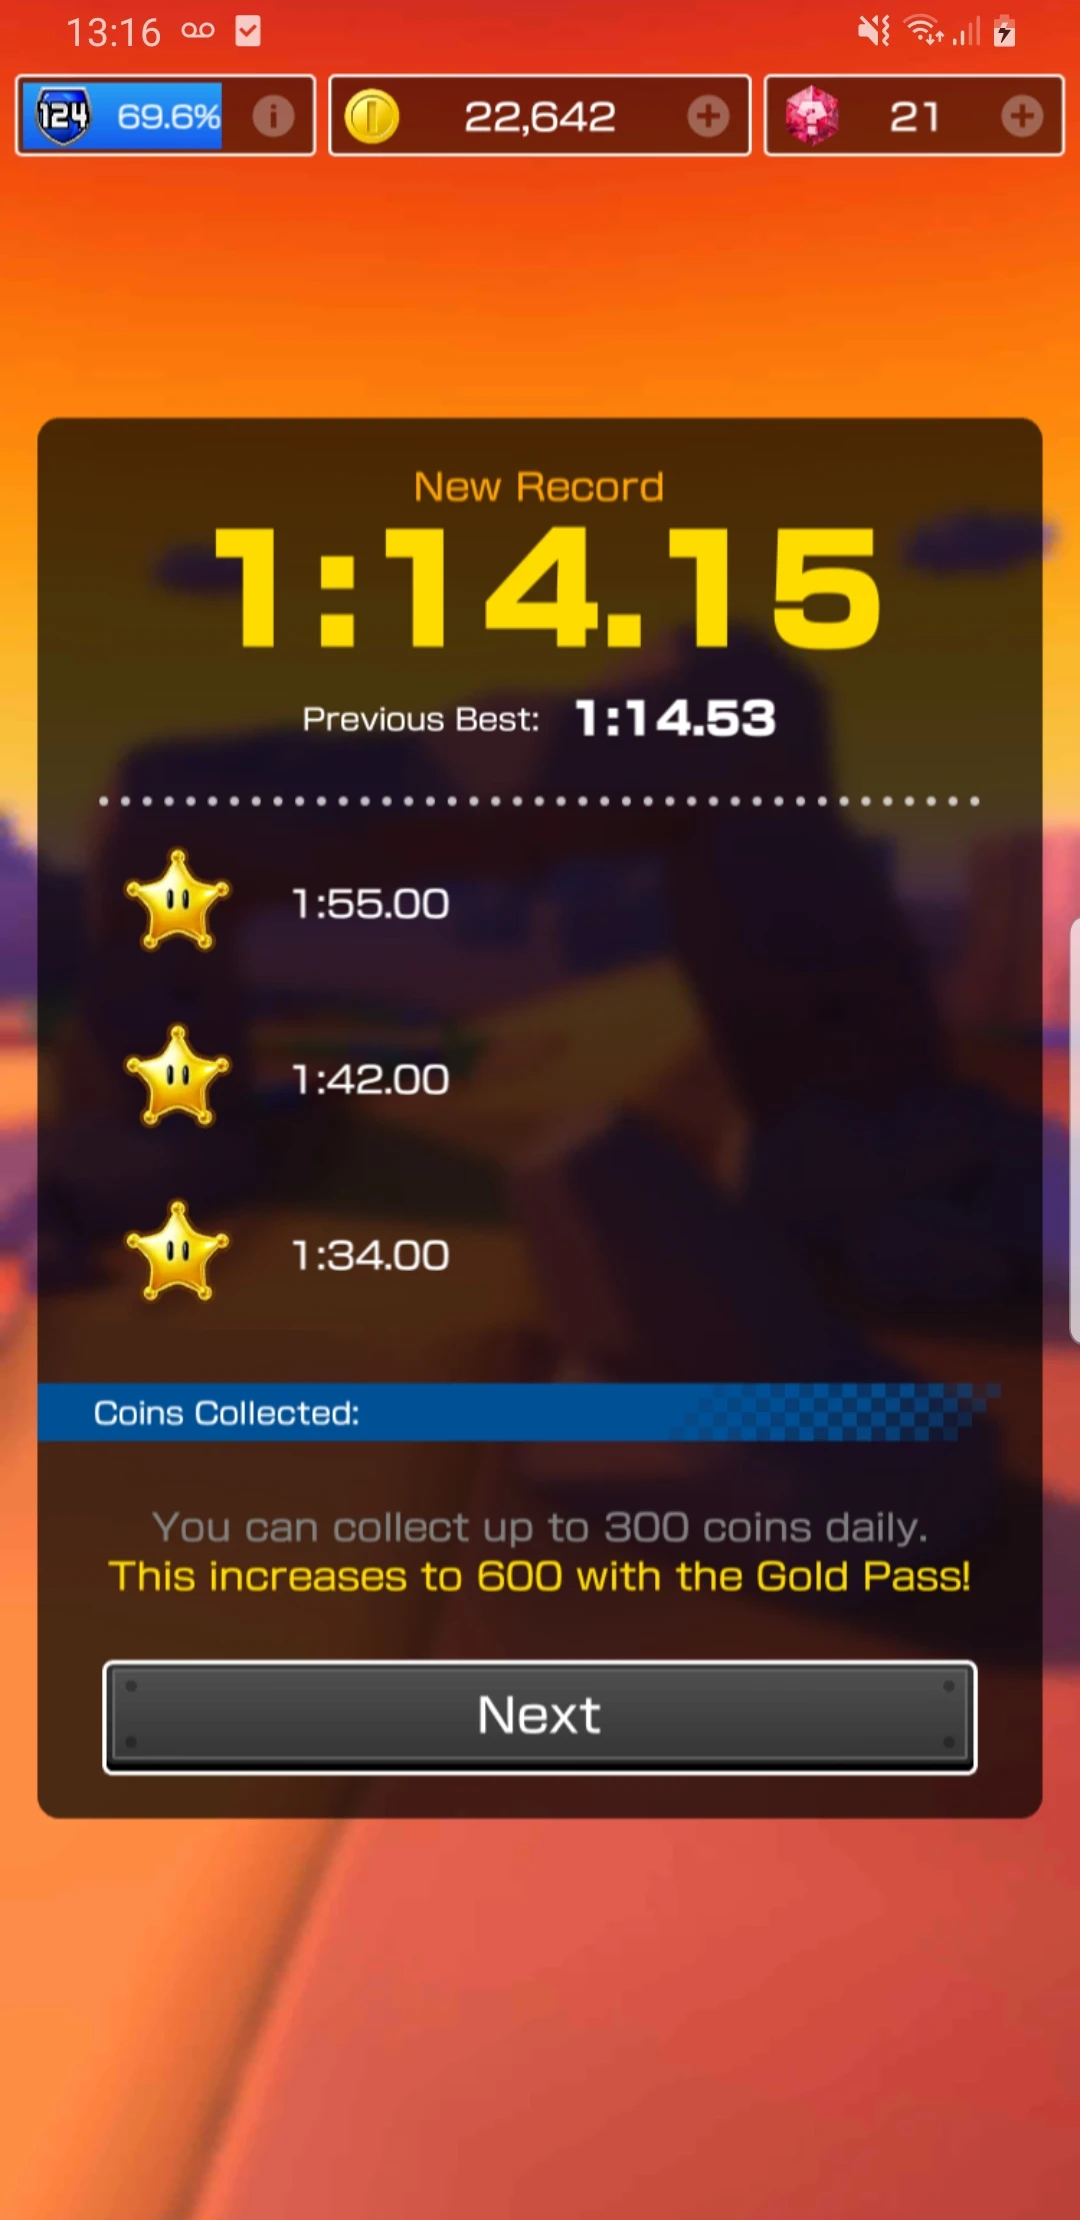 13:16
124 69.6% i 22,642 + 21 +
New Record
1:14.15
Previous Best: 1:14.53
1:55.00
1:42.00
1:34.00
Coins Collected:
You can collect up to 300 coins daily.
This increases to 600 with the Gold Pass!
Next